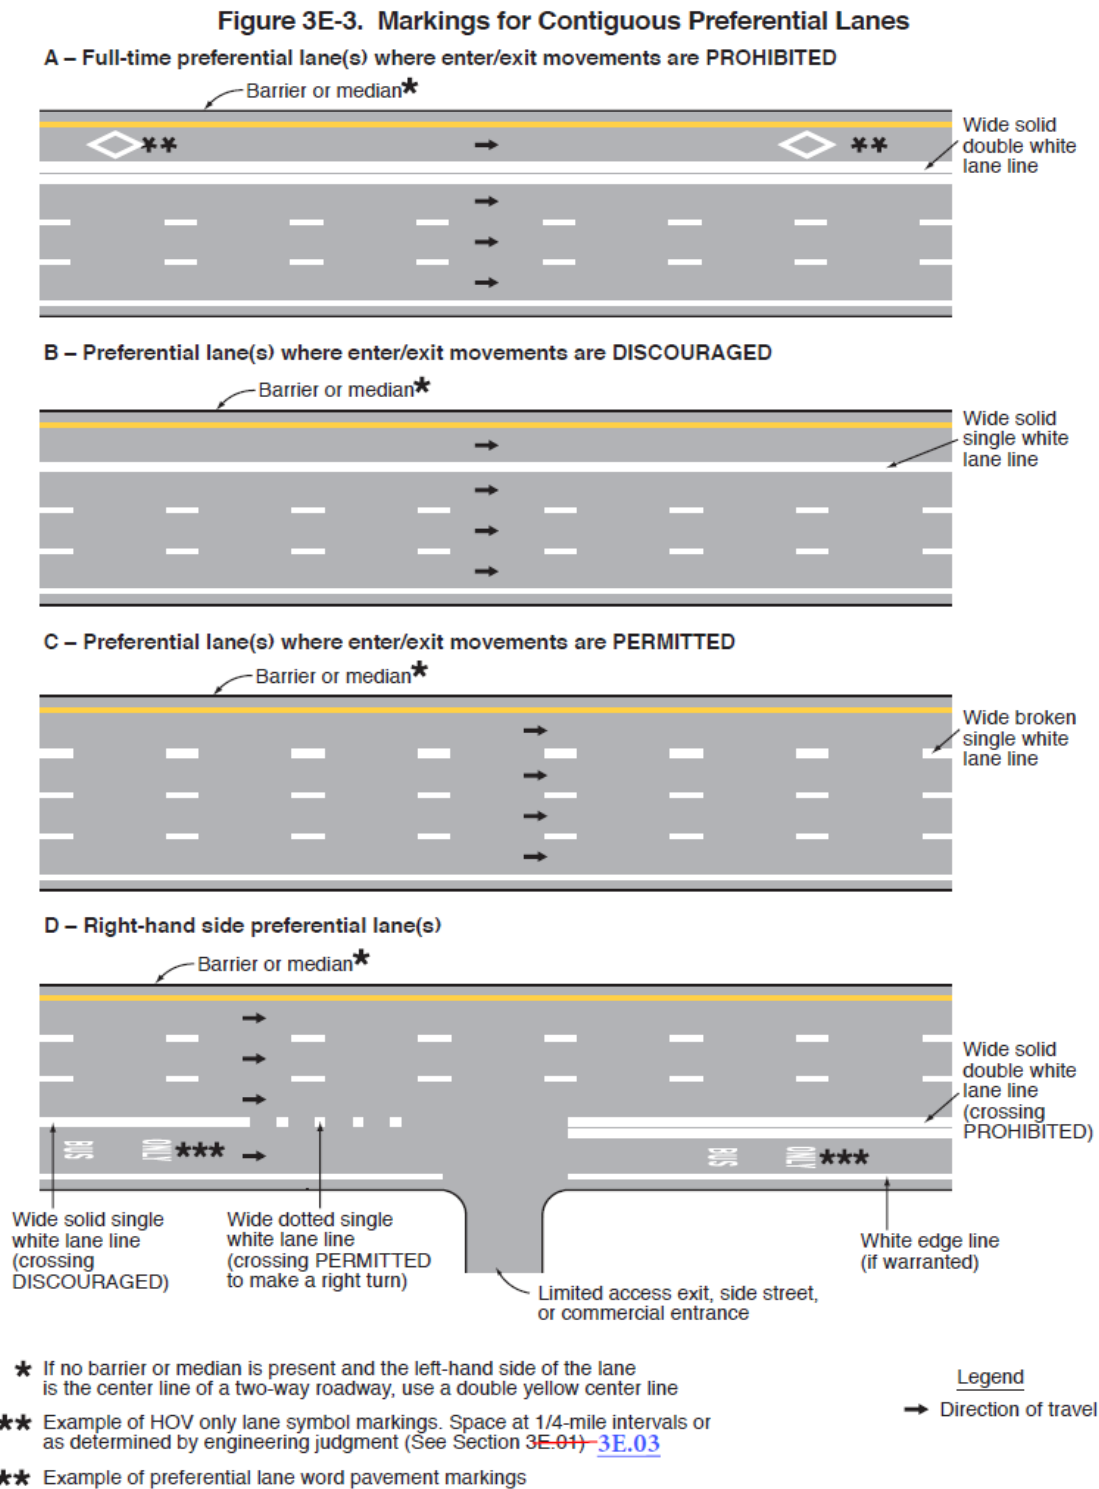 Figure 3E-3. Markings for Contiguous Preferential Lanes
A – Full-time preferential lane(s) where enter/exit movements are PROHIBITED
Barrier or median*
Wide solid
double white
lane line
**
**
B – Preferential lane(s) where enter/exit movements are DISCOURAGED
Barrier or median*
Wide solid
single white
lane line
C – Preferential lane(s) where enter/exit movements are PERMITTED
Barrier or median*
Wide broken
single white
lane line
D – Right-hand side preferential lane(s)
Barrier or median*
Wide solid
double white
lane line
(crossing
PROHIBITED)
BUS ONLY ***
BUS ONLY ***
Wide solid single
white lane line
(crossing
DISCOURAGED)
Wide dotted single
white lane line
(crossing PERMITTED
to make a right turn)
White edge line
(if warranted)
Limited access exit, side street,
or commercial entrance
* If no barrier or median is present and the left-hand side of the lane
is the center line of a two-way roadway, use a double yellow center line
** Example of HOV only lane symbol markings. Space at 1/4-mile intervals or
as determined by engineering judgment (See Section 3E.01) 3E.03
** Example of preferential lane word pavement markings
Legend
Direction of travel